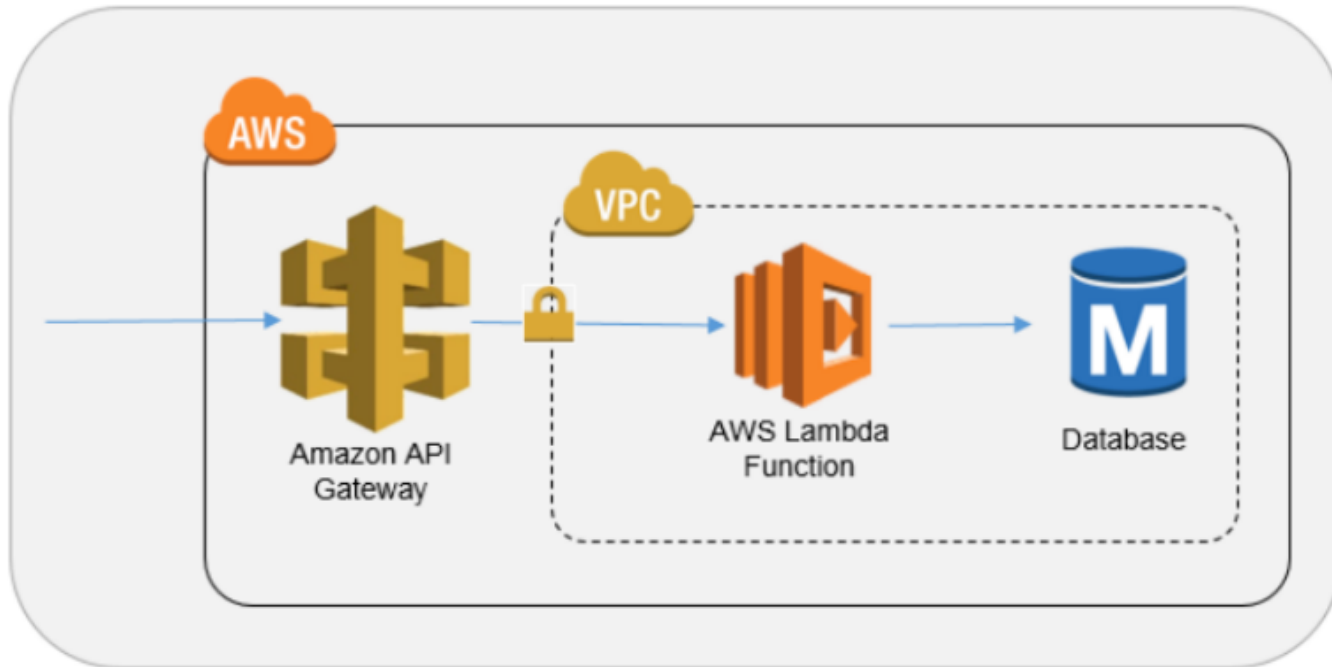 AWS
VPC
M
Amazon API
Gateway
AWS Lambda
Function
Database